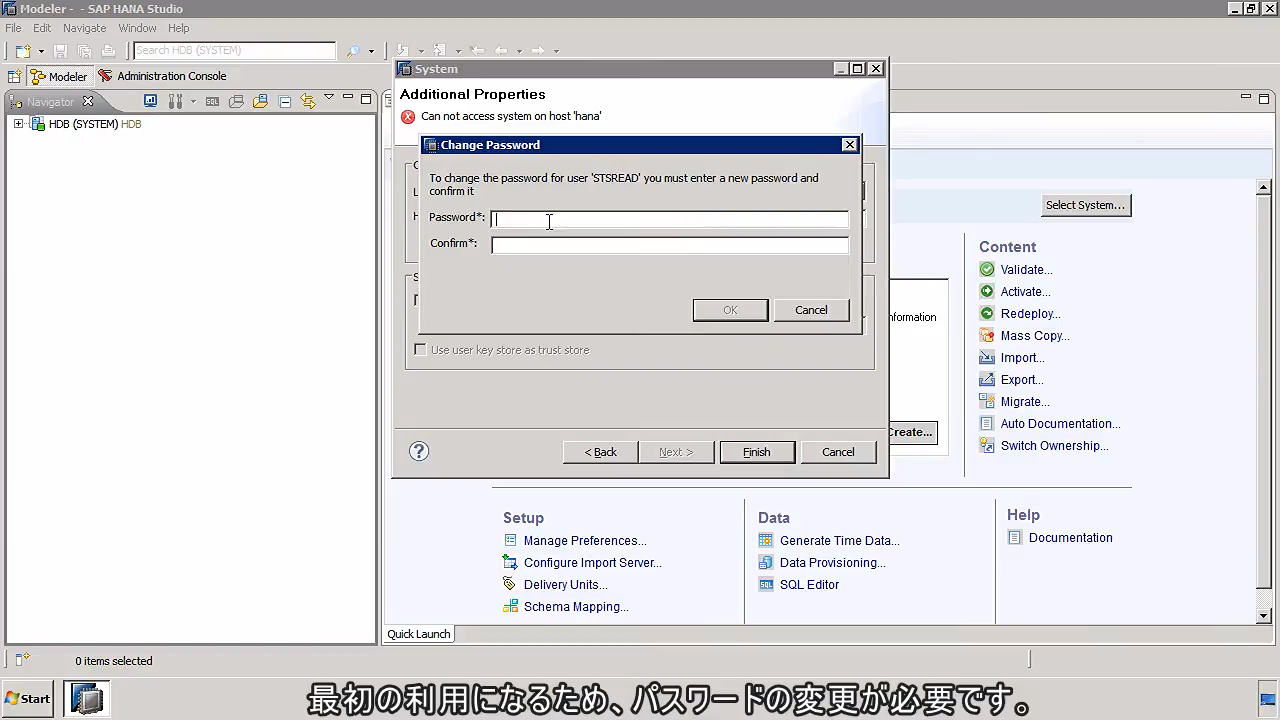 Modeler - - SAP HANA Studio
File Edit Navigate Window Help
Search HDB (SYSTEM)
Modeler Administration Console
Navigator
HDB (SYSTEM) HDB
System
Additional Properties
Can not access system on host 'hana'
Change Password
To change the password for user 'STSREAD' you must enter a new password and
confirm it
Password*:
Confirm*:
OK Cancel
Use user key store as trust store
< Back Next > Finish Cancel
Select System...
Content
Validate...
Activate...
Redeploy...
Mass Copy...
Import...
Export...
Migrate...
Auto Documentation...
Switch Ownership...
information
Create...
Setup
Manage Preferences...
Configure Import Server...
Delivery Units...
Schema Mapping...
Data
Generate Time Data...
Data Provisioning...
SQL Editor
Help
Documentation
Quick Launch
0 items selected
Start
最初の利用になるため、パスワードの変更が必要です。